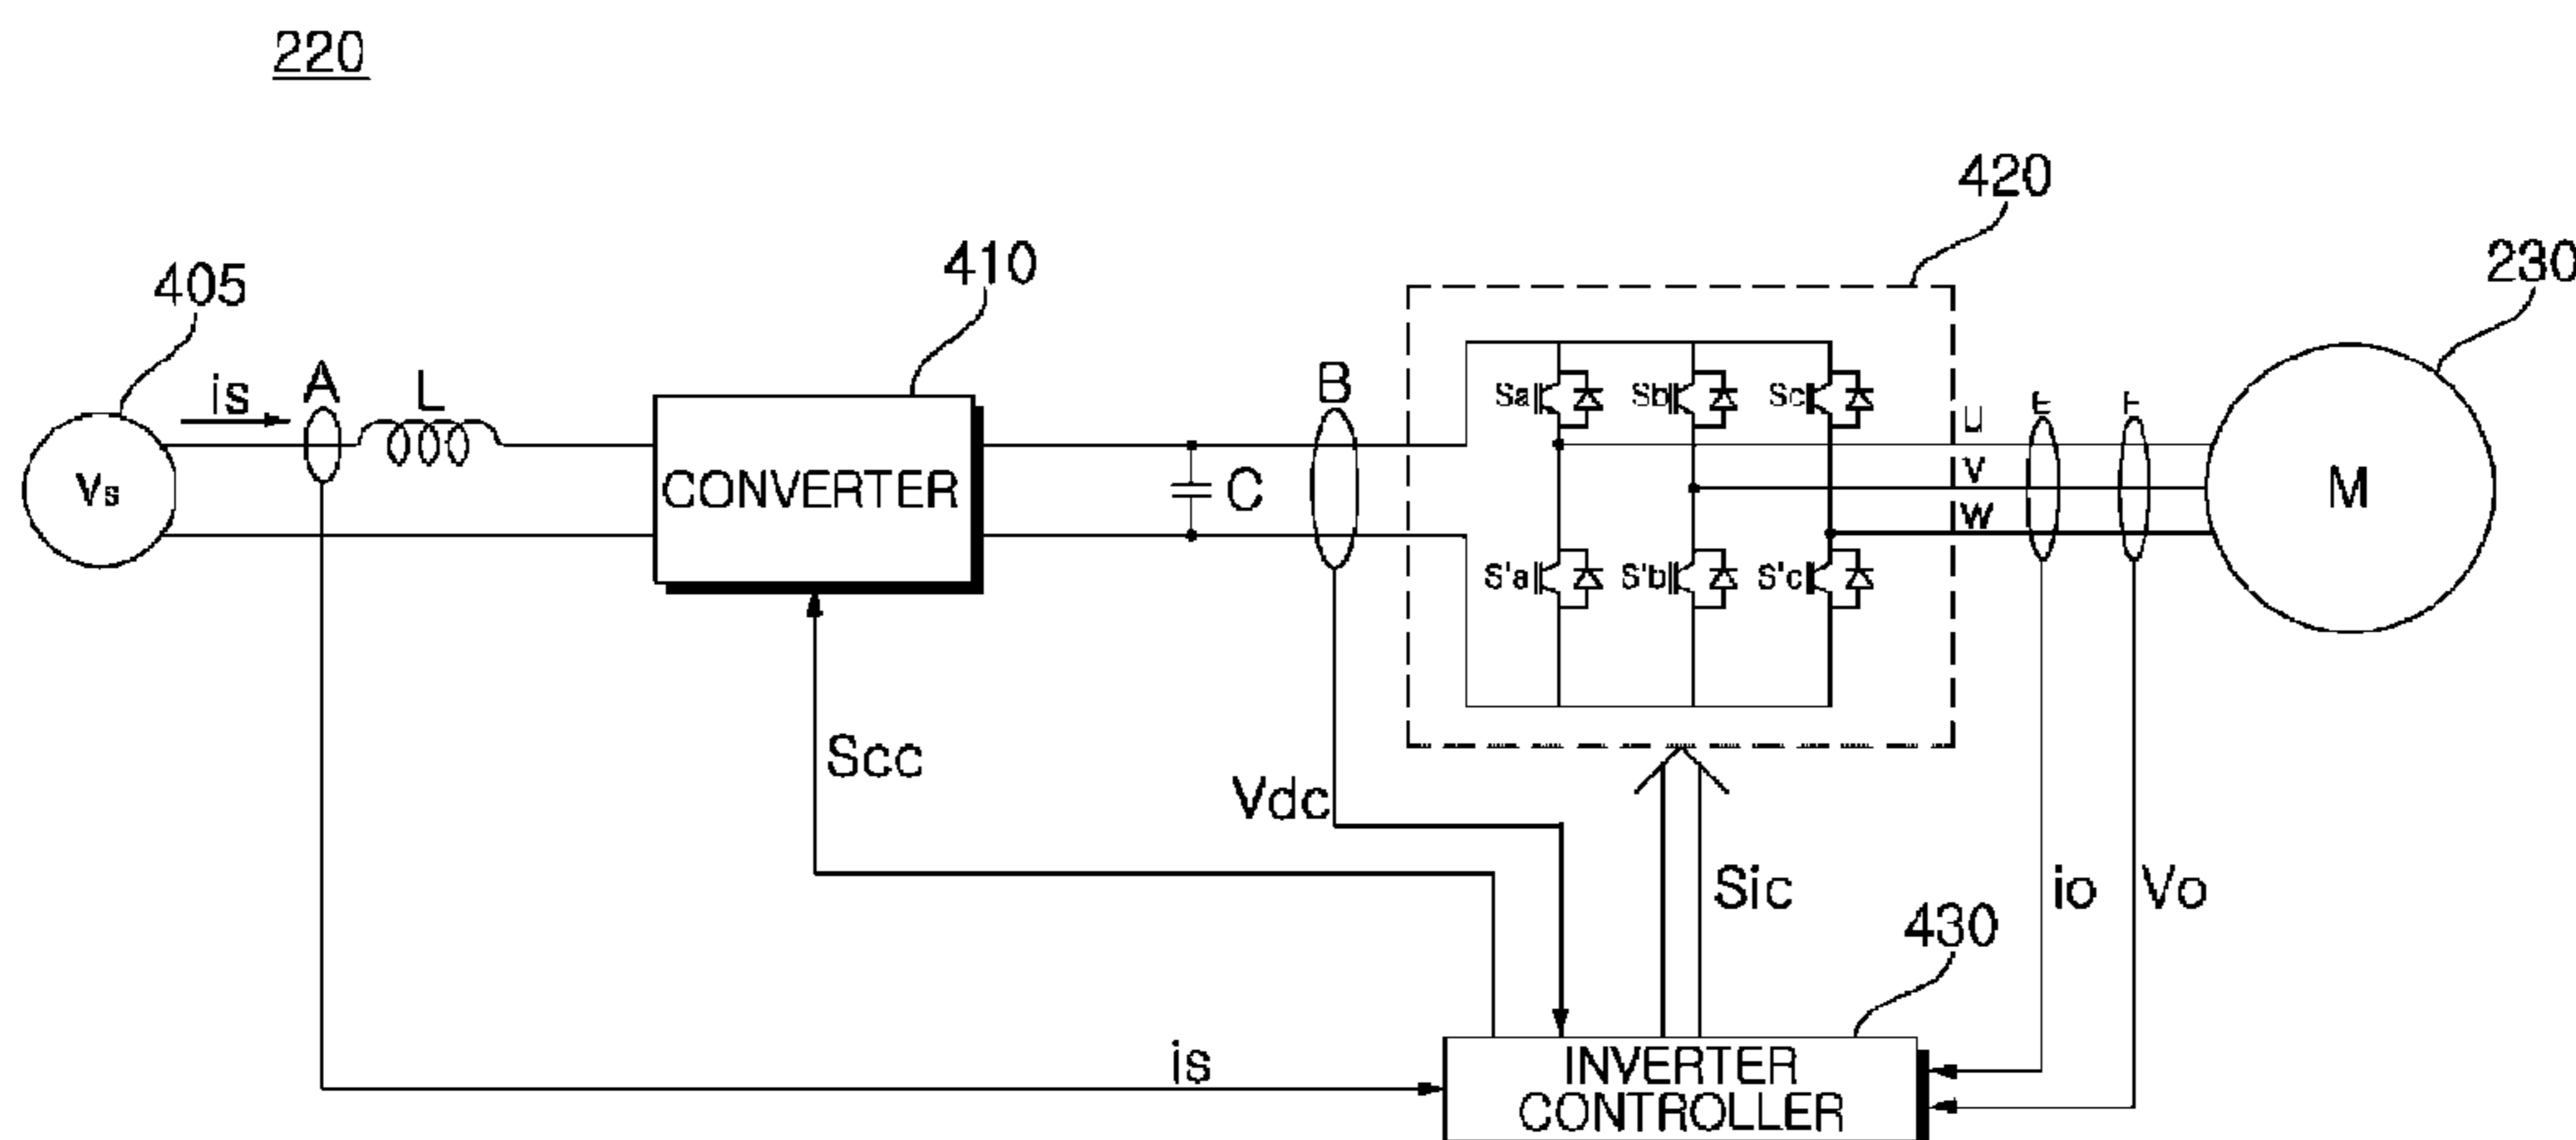 220
420
410
230
405
A
B
is
L
Sa
Sb
Sc
E
F
U
Vs
CONVERTER
C
V
M
W
S'a
S'b
S'c
Scc
Vdc
Sic
io
Vo
430
is
INVERTER
CONTROLLER